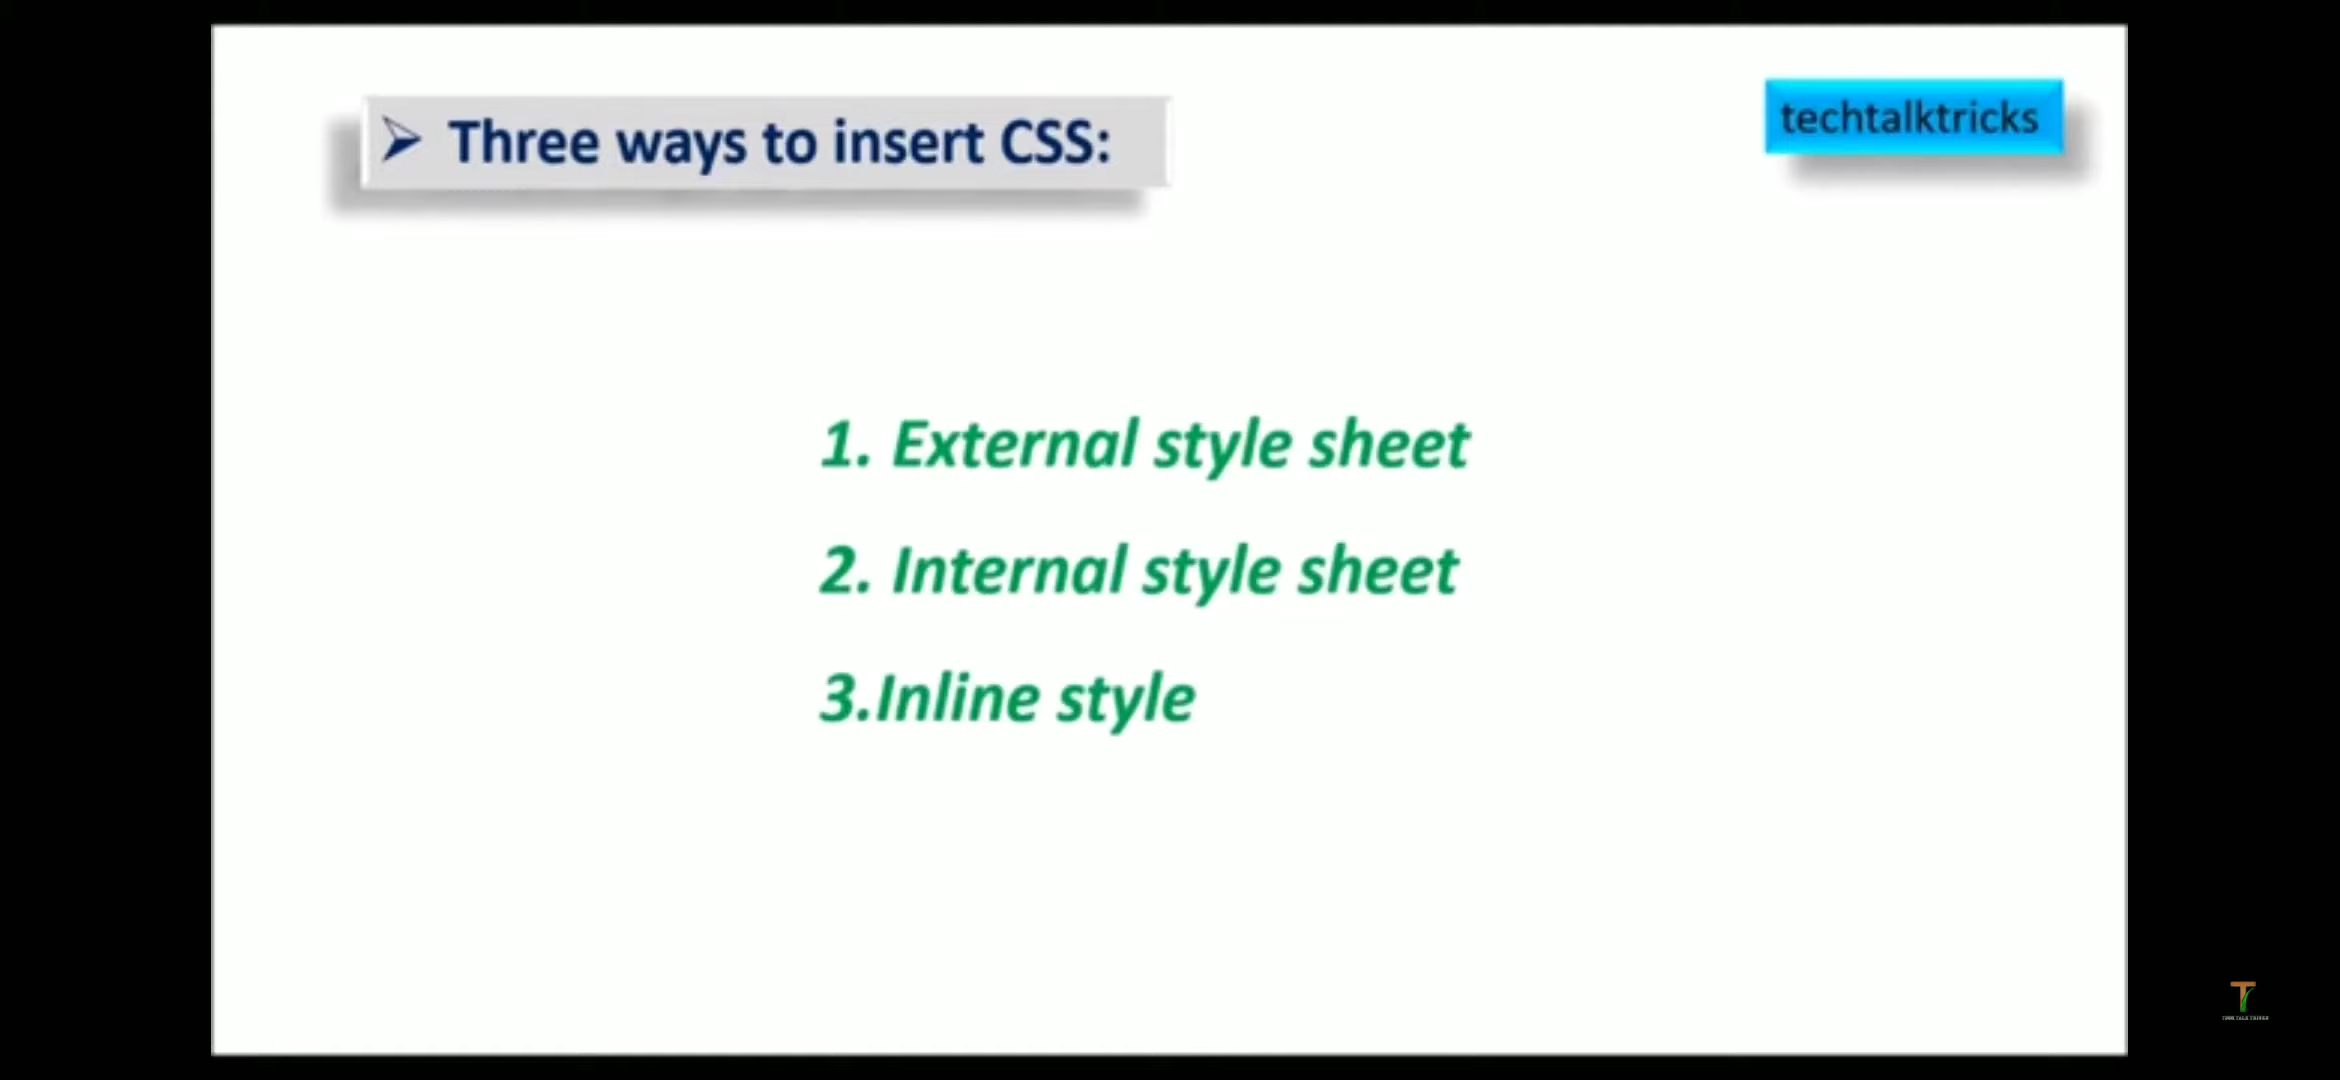 Three ways to insert CSS:
techtalktricks
1. External style sheet
2. Internal style sheet
3.Inline style